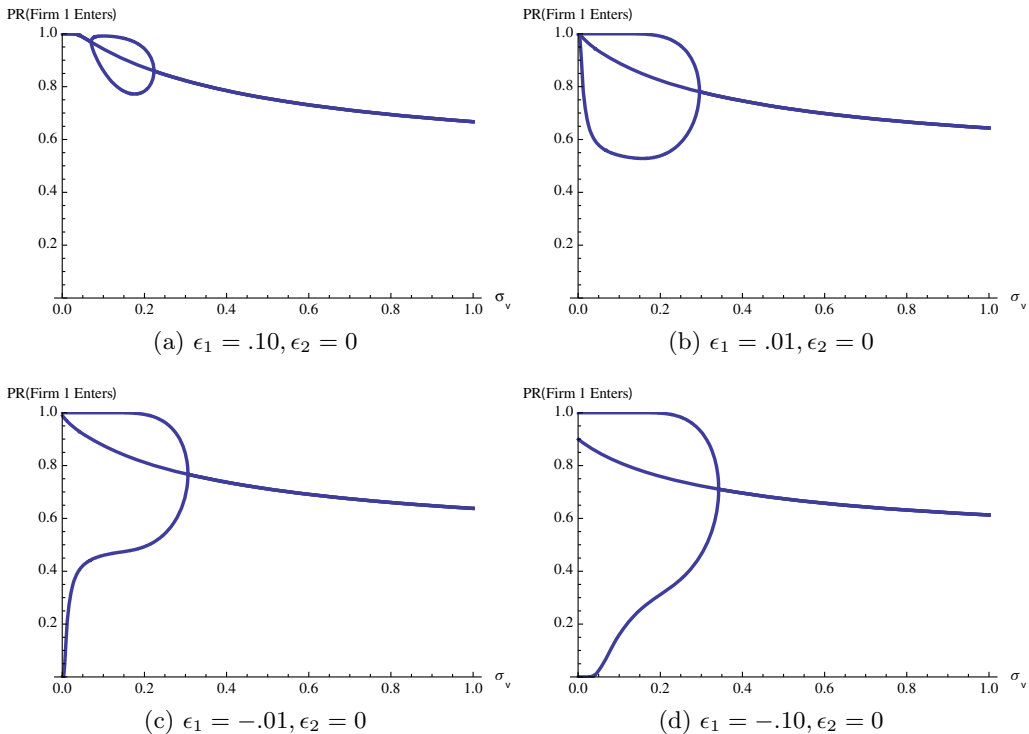 PR(Firm 1 Enters)
1.0
0.8
0.6
0.4
0.2
0.0 0.2 0.4 0.6 0.8 1.0 σv
(a) ϵ1 = .10, ϵ2 = 0
PR(Firm 1 Enters)
1.0
0.8
0.6
0.4
0.2
0.0 0.2 0.4 0.6 0.8 1.0 σv
(b) ϵ1 = .01, ϵ2 = 0
PR(Firm 1 Enters)
1.0
0.8
0.6
0.4
0.2
0.0 0.2 0.4 0.6 0.8 1.0 σv
(c) ϵ1 = −.01, ϵ2 = 0
PR(Firm 1 Enters)
1.0
0.8
0.6
0.4
0.2
0.0 0.2 0.4 0.6 0.8 1.0 σv
(d) ϵ1 = −.10, ϵ2 = 0